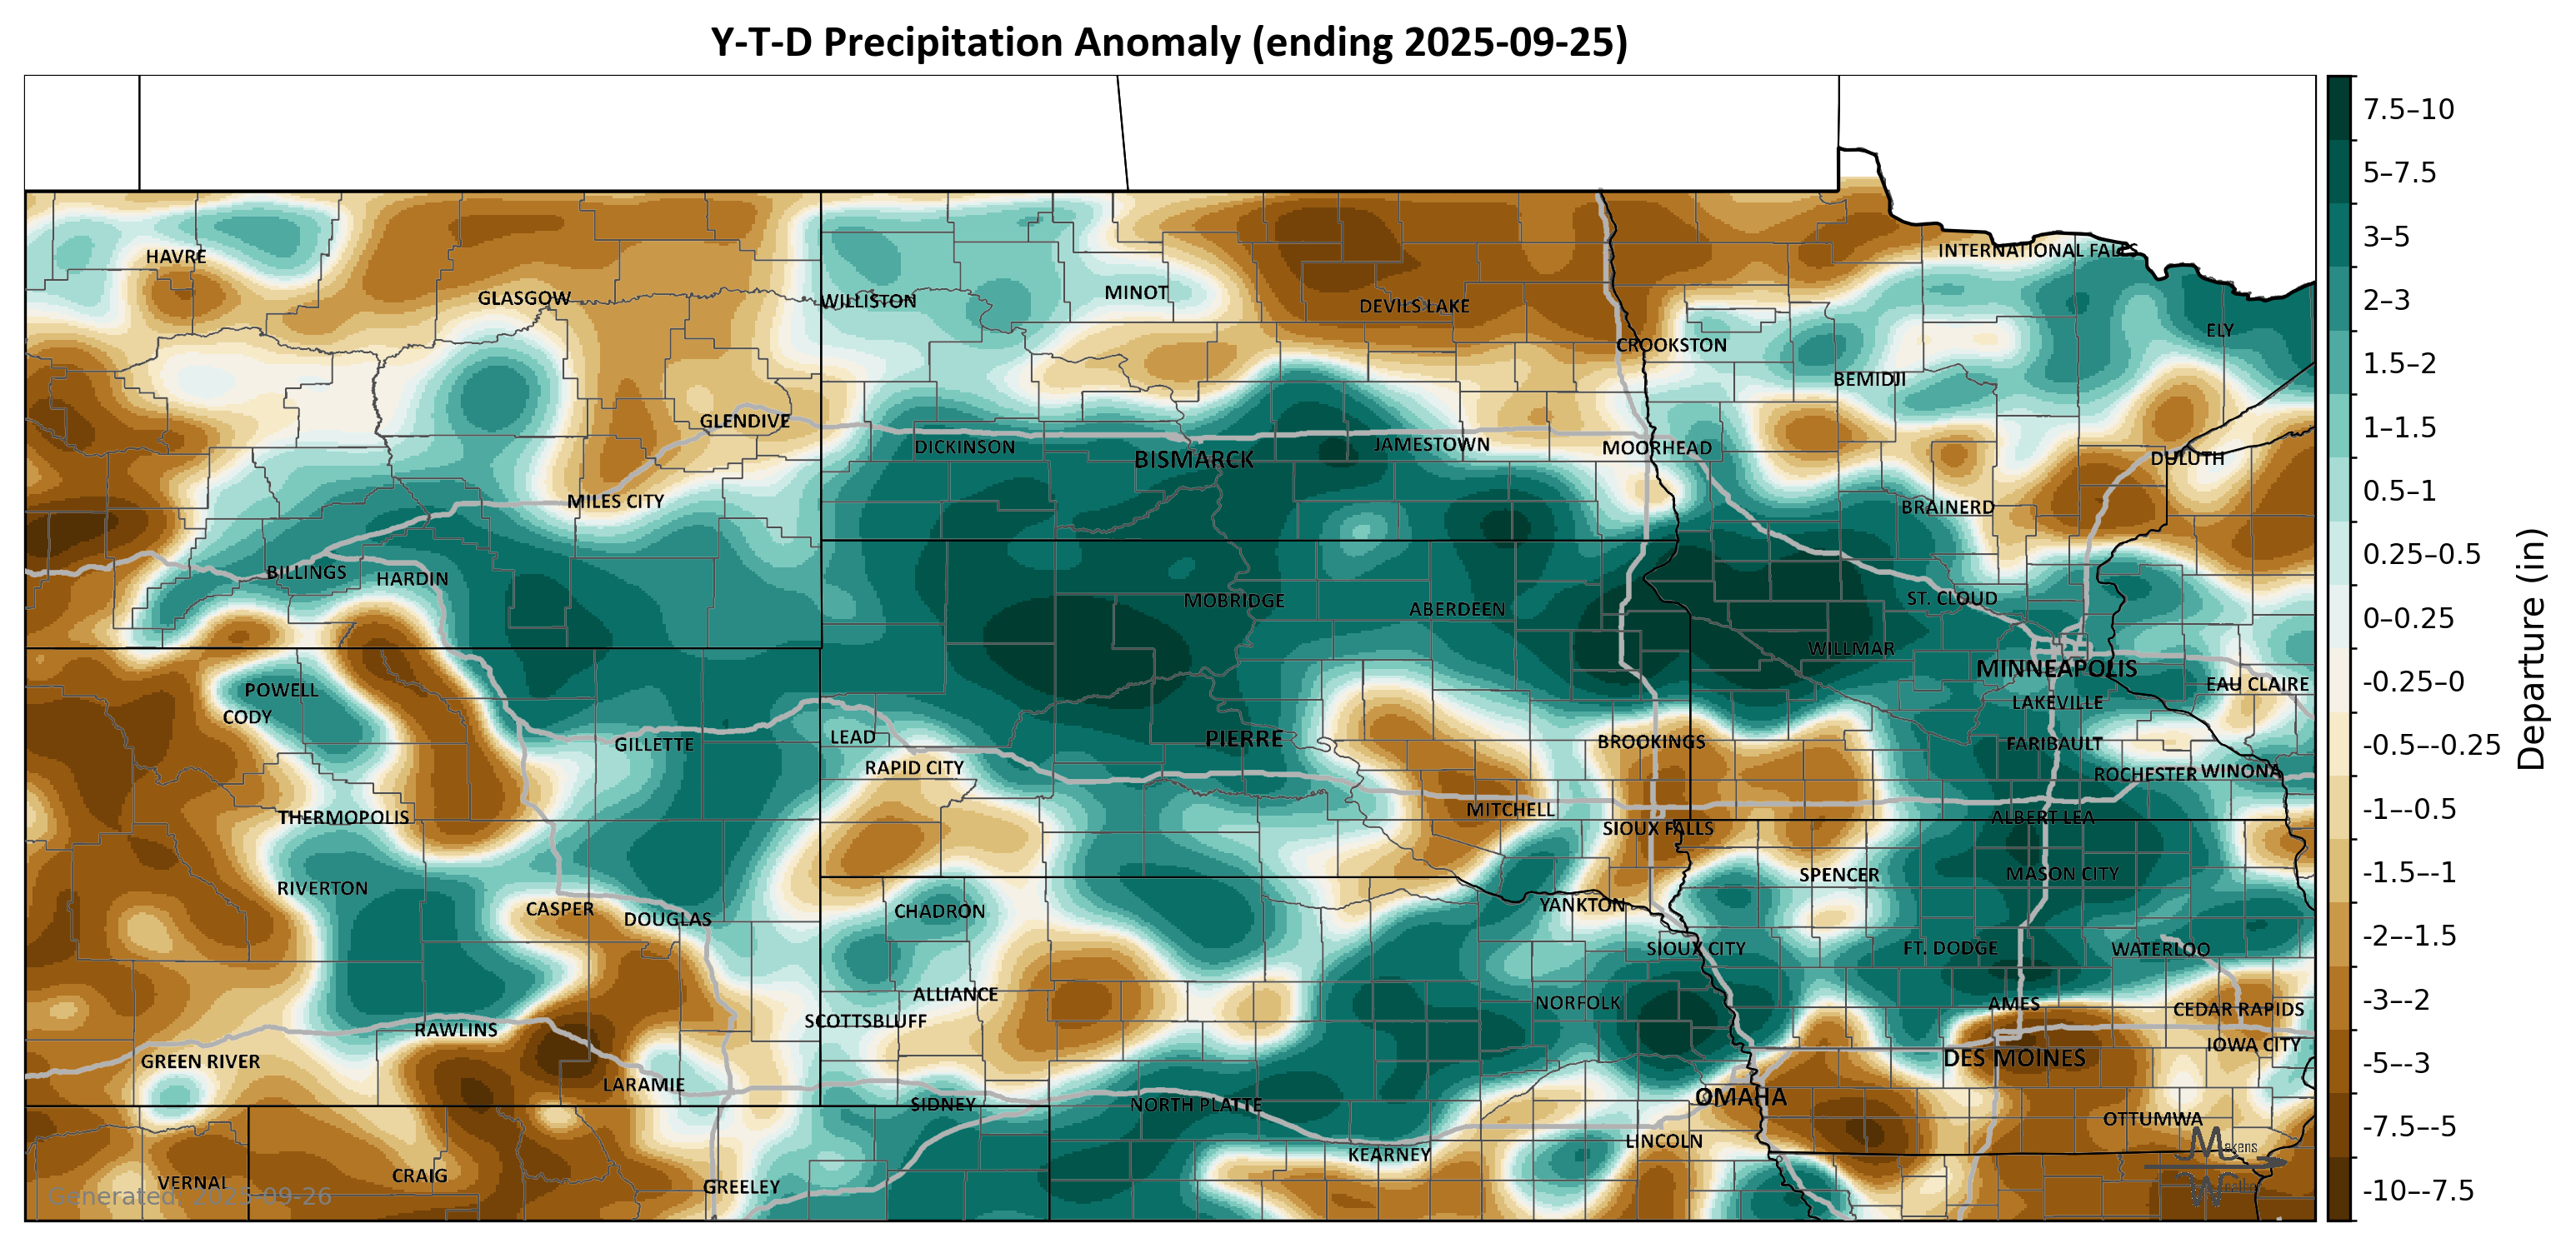 Y-T-D Precipitation Anomaly (ending 2025-09-25)
7.5–10
5–7.5
3–5
2–3
1.5–2
1–1.5
0.5–1
0.25–0.5
0–0.25
-0.25–0
-0.5–-0.25
-1–-0.5
-1.5–-1
-2–-1.5
-3–-2
-5–-3
-7.5–-5
-10–-7.5
Departure (in)
HAVRE
INTERNATIONAL FALLS
GLASGOW
WILLISTON
MINOT
DEVILS LAKE
ELY
CROOKSTON
BEMIDJI
GLENDIVE
DICKINSON
BISMARCK
JAMESTOWN
MOORHEAD
DULUTH
MILES CITY
BRAINERD
BILLINGS
HARDIN
MOBRIDGE
ABERDEEN
ST. CLOUD
WILLMAR
MINNEAPOLIS
POWELL
EAU CLAIRE
CODY
LAKEVILLE
GILLETTE
LEAD
PIERRE
BROOKINGS
FARIBAULT
RAPID CITY
ROCHESTER
WINONA
THERMOPOLIS
MITCHELL
ALBERT LEA
SIOUX FALLS
RIVERTON
SPENCER
MASON CITY
CASPER
DOUGLAS
CHADRON
YANKTON
SIOUX CITY
FT. DODGE
WATERLOO
ALLIANCE
NORFOLK
AMES
CEDAR RAPIDS
SCOTTSBLUFF
RAWLINS
IOWA CITY
GREEN RIVER
DES MOINES
LARAMIE
SIDNEY
NORTH PLATTE
OMAHA
OTTUMWA
LINCOLN
KEARNEY
Makens
Weather
VERNAL
CRAIG
GREELEY
Generated: 2025-09-26